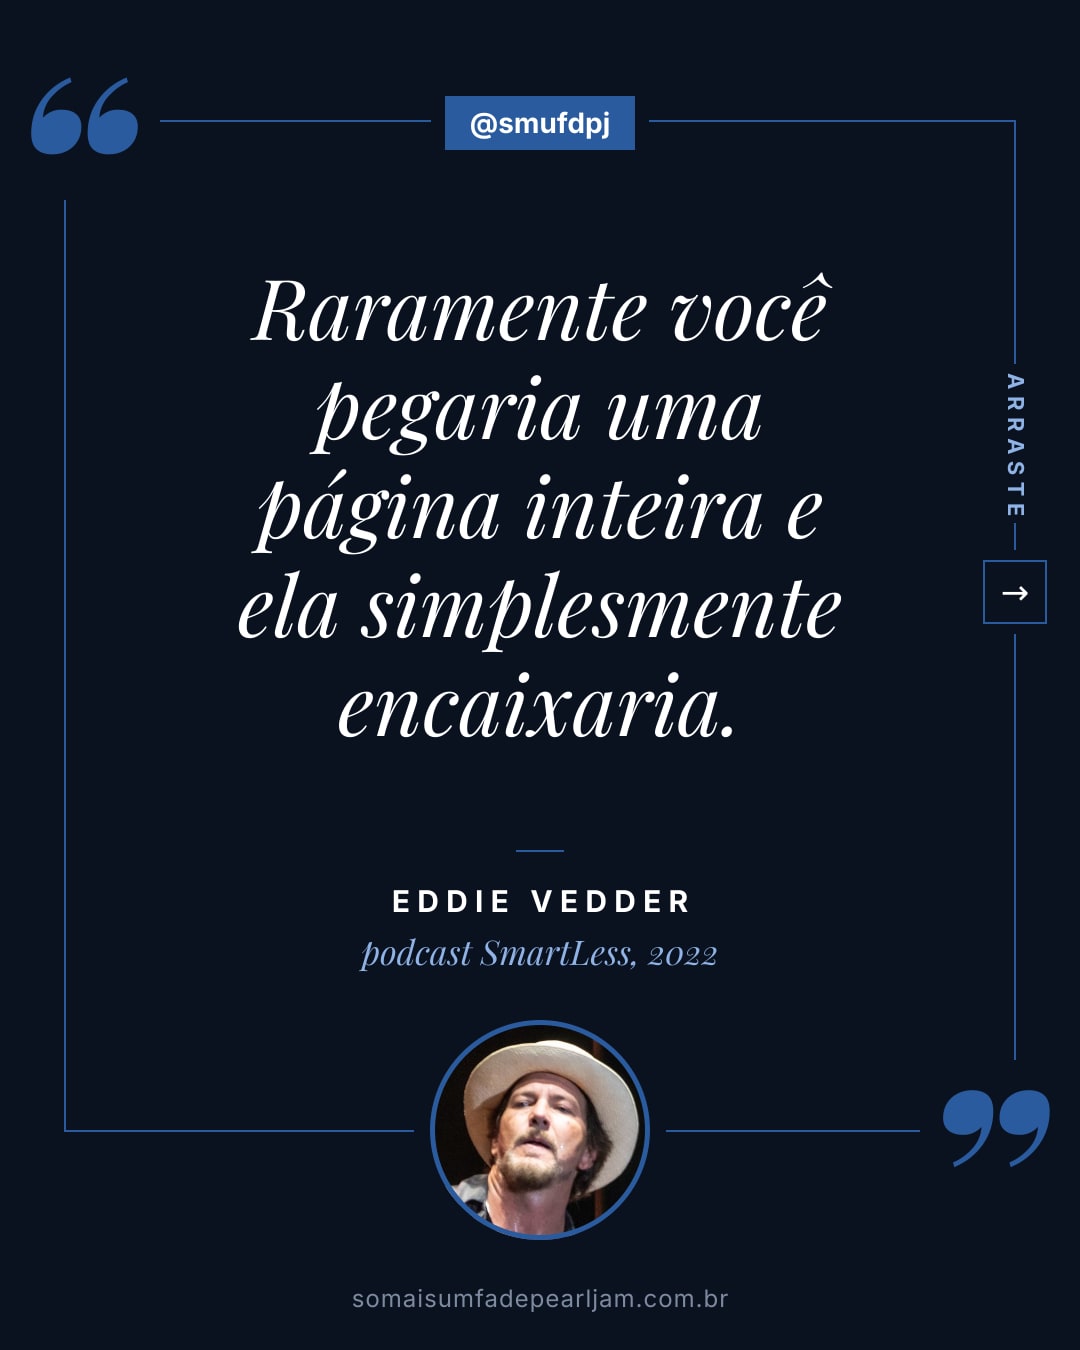 “
@smufdpj
Raramente você
pegaria uma
página inteira e
ela simplesmente
encaixaria.
ARRASTE
→
EDDIE VEDDER
podcast SmartLess, 2022
”
somaisumfadepearljam.com.br